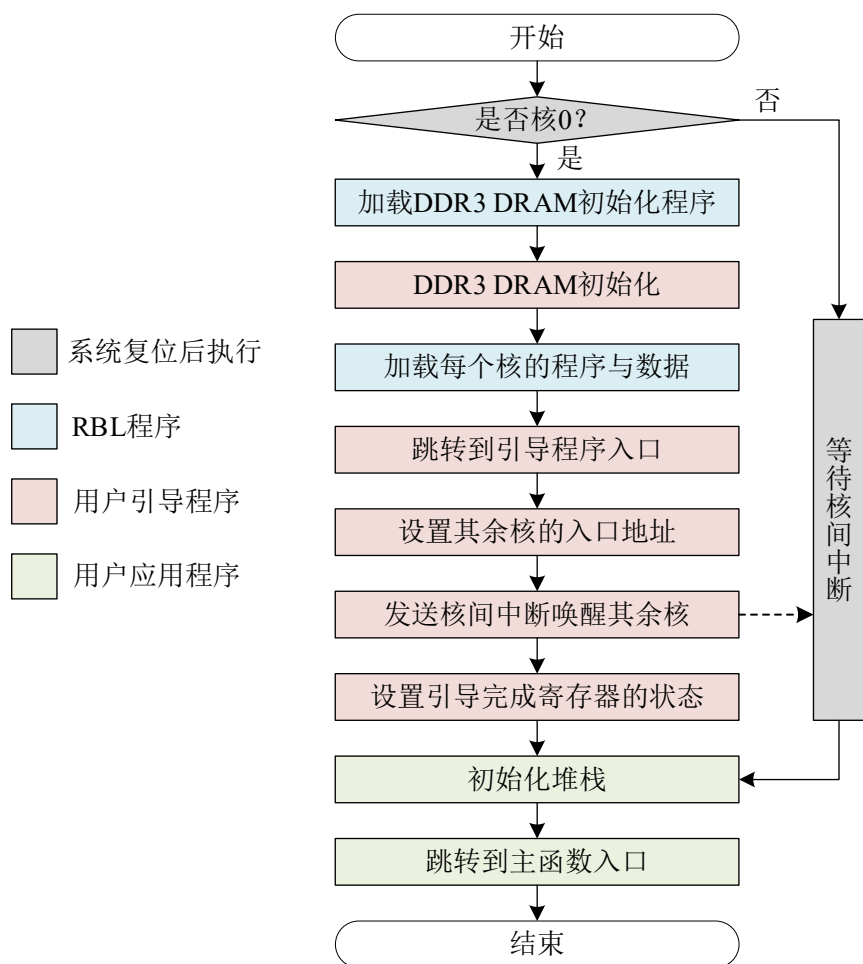 开始
是否核0？
否
是
加载DDR3 DRAM初始化程序
DDR3 DRAM初始化
加载每个核的程序与数据
跳转到引导程序入口
设置其余核的入口地址
发送核间中断唤醒其余核
设置引导完成寄存器的状态
初始化堆栈
跳转到主函数入口
结束
等待核间中断
系统复位后执行
RBL程序
用户引导程序
用户应用程序